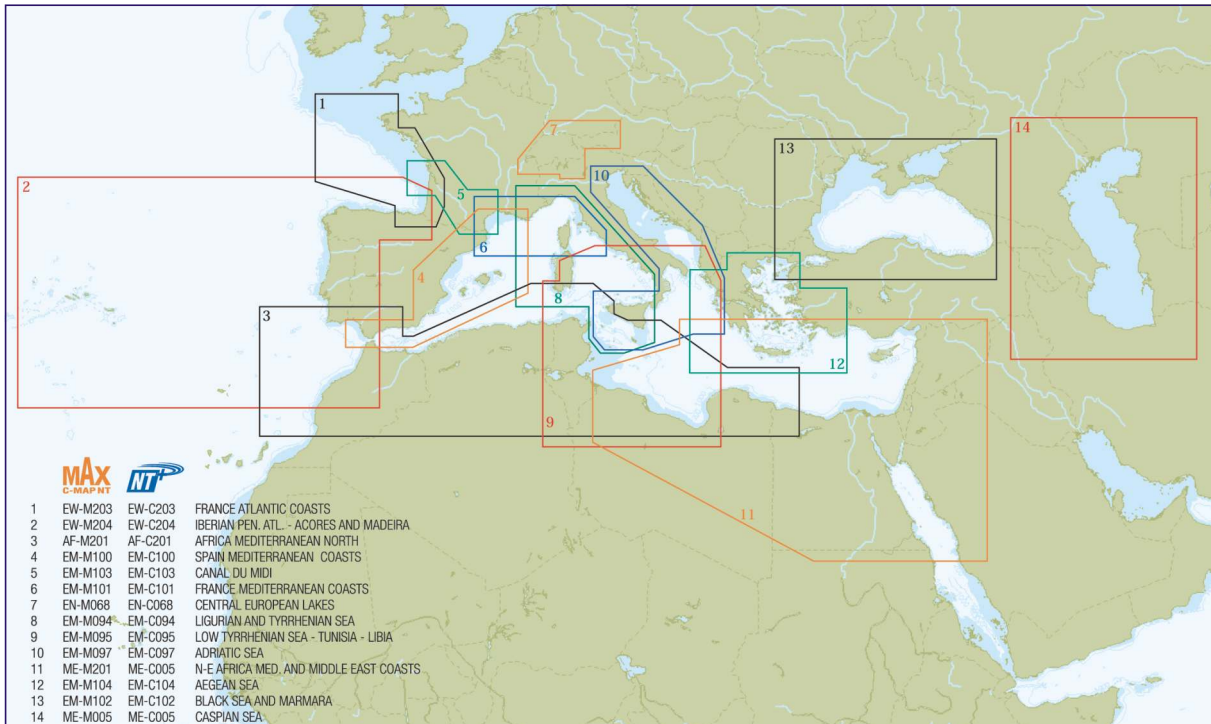 1
14
13
7
10
2
5
6
4
8
3
12
9
11
MAX
C-MAP NT
NT+
1 EW-M203 EW-C203 FRANCE ATLANTIC COASTS
2 EW-M204 EW-C204 IBERIAN PEN. ATL. - ACORES AND MADEIRA
3 AF-M201 AF-C201 AFRICA MEDITERRANEAN NORTH
4 EM-M100 EM-C100 SPAIN MEDITERRANEAN COASTS
5 EM-M103 EM-C103 CANAL DU MIDI
6 EM-M101 EM-C101 FRANCE MEDITERRANEAN COASTS
7 EN-M068 EN-C068 CENTRAL EUROPEAN LAKES
8 EM-M094 EM-C094 LIGURIAN AND TYRRHENIAN SEA
9 EM-M095 EM-C095 LOW TYRRHENIAN SEA - TUNISIA - LIBIA
10 EM-M097 EM-C097 ADRIATIC SEA
11 ME-M201 ME-C005 N-E AFRICA MED. AND MIDDLE EAST COASTS
12 EM-M104 EM-C104 AEGEAN SEA
13 EM-M102 EM-C102 BLACK SEA AND MARMARA
14 ME-M005 ME-C005 CASPIAN SEA